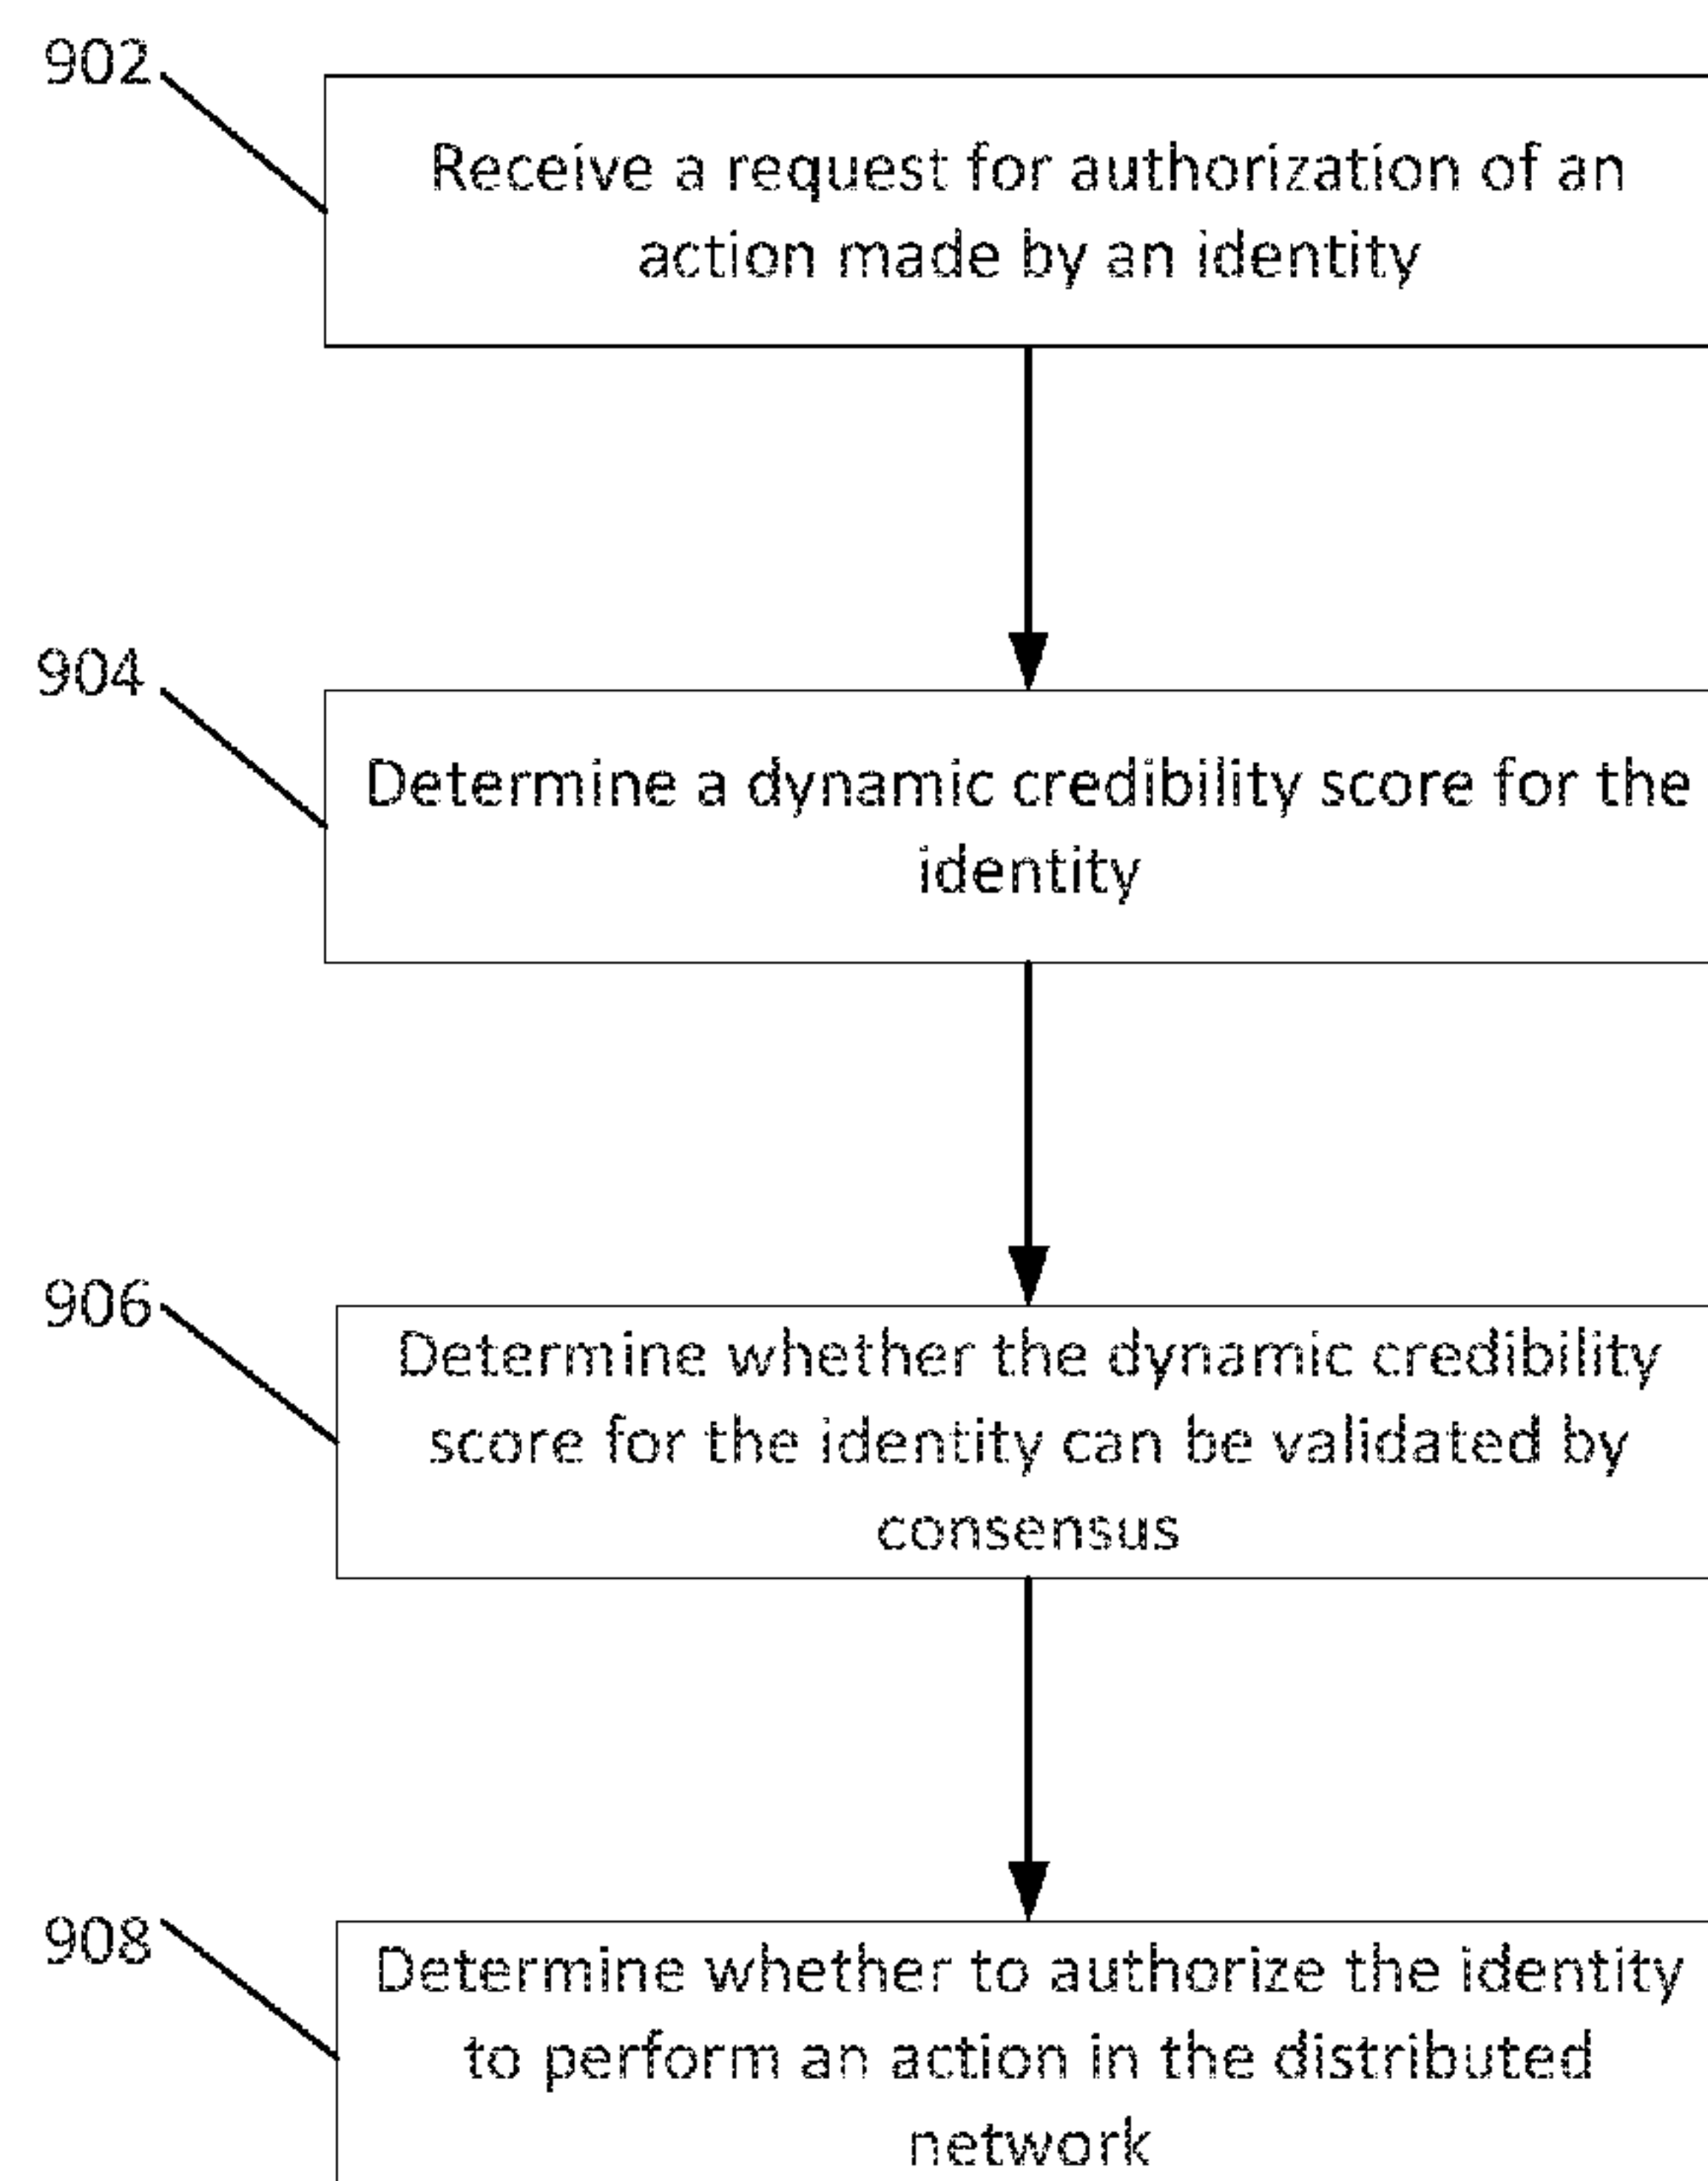 902
Receive a request for authorization of an
action made by an identity
904
Determine a dynamic credibility score for the
identity
906
Determine whether the dynamic credibility
score for the identity can be validated by
consensus
908
Determine whether to authorize the identity
to perform an action in the distributed
network